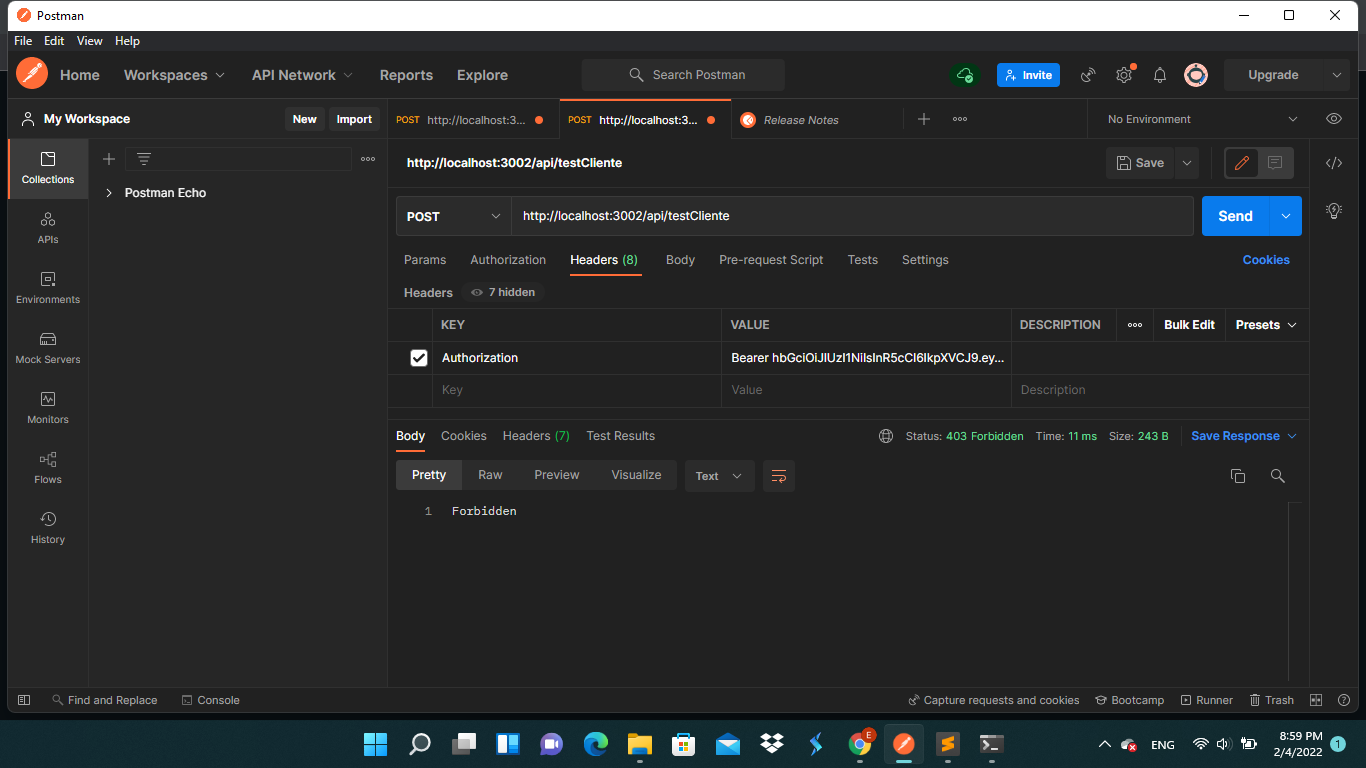 Postman
File Edit View Help
Home Workspaces API Network Reports Explore Search Postman Invite Upgrade
My Workspace New Import POST http://localhost:3... POST http://localhost:3... Release Notes No Environment
http://localhost:3002/api/testCliente Save
Collections
Postman Echo
POST http://localhost:3002/api/testCliente Send
APIs
Params Authorization Headers (8) Body Pre-request Script Tests Settings Cookies
Headers 7 hidden
Environments
KEY VALUE DESCRIPTION Bulk Edit Presets
Mock Servers
Authorization Bearer hbGciOiJIUzI1NiIsInR5cCI6IkpXVCJ9.ey...
Key Value Description
Monitors
Body Cookies Headers (7) Test Results Status: 403 Forbidden Time: 11 ms Size: 243 B Save Response
Flows
Pretty Raw Preview Visualize Text
1 Forbidden
History
Find and Replace Console Capture requests and cookies Bootcamp Runner Trash
E
ENG
8:59 PM
2/4/2022
1